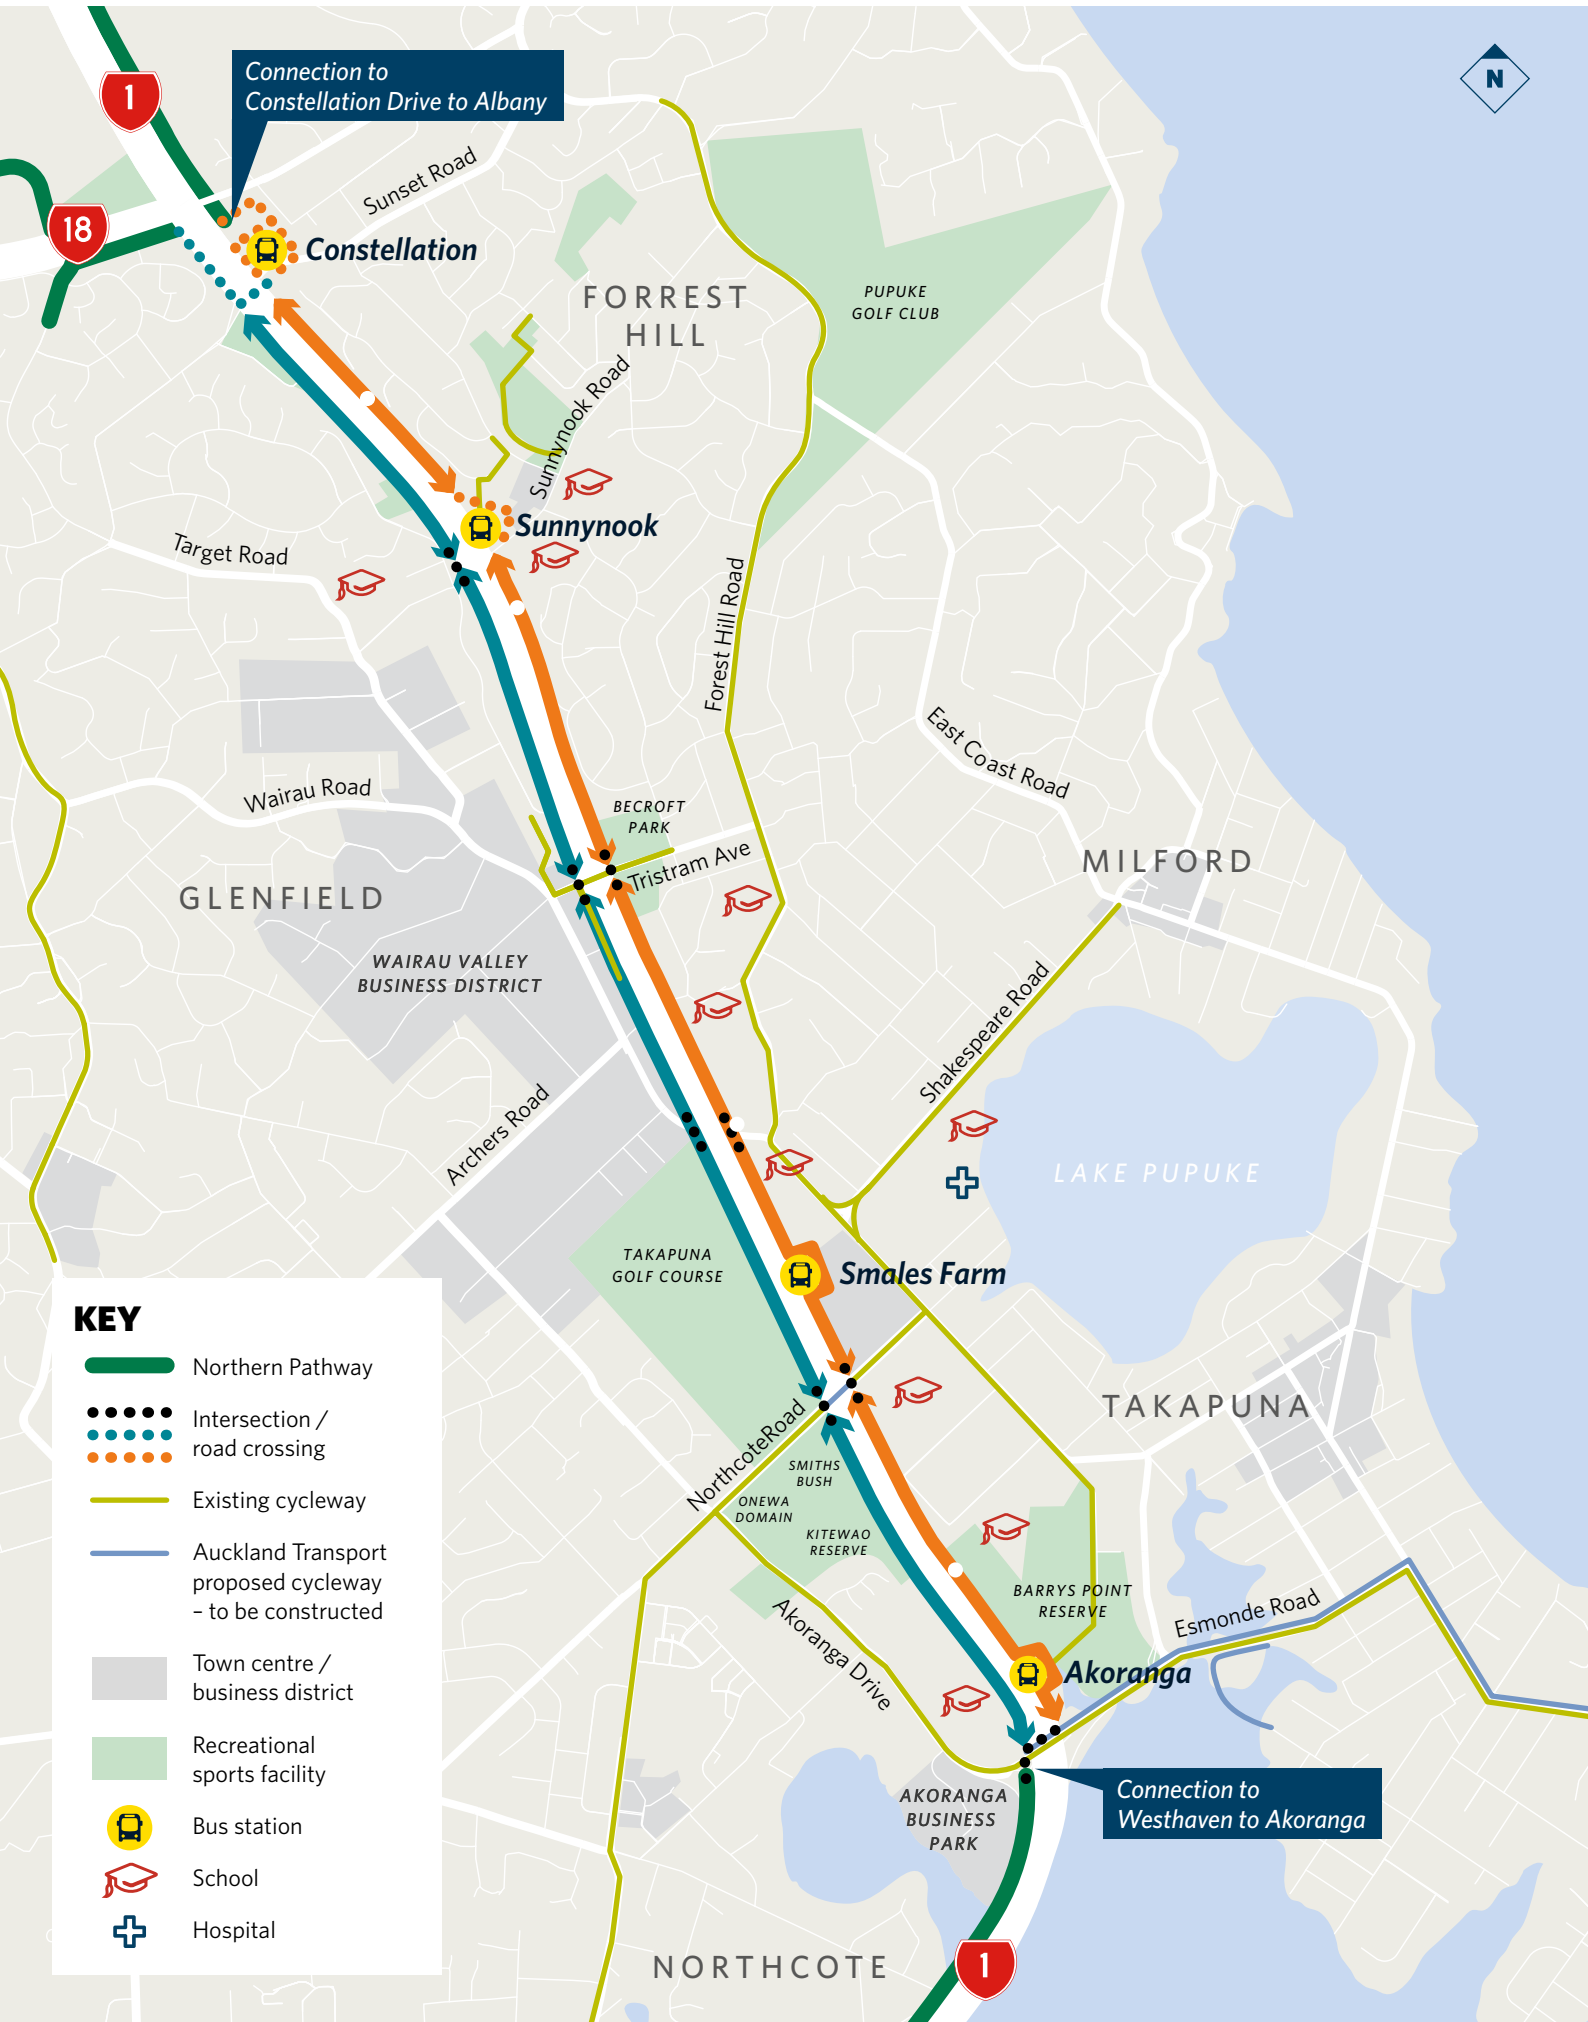 1
Connection to
Constellation Drive to Albany
N
Sunset Road
18
Constellation
FORREST
HILL
PUPUKE
GOLF CLUB
Sunnynook Road
Sunnynook
Target Road
Forest Hill Road
East Coast Road
Wairau Road
BECROFT
PARK
Tristram Ave
MILFORD
GLENFIELD
WAIRAU VALLEY
BUSINESS DISTRICT
Shakespeare Road
Archers Road
LAKE PUPUKE
TAKAPUNA
GOLF COURSE
Smales Farm
TAKAPUNA
NorthcoteRoad
SMITHS
BUSH
ONEWA
DOMAIN
KITEWAO
RESERVE
BARRYS POINT
RESERVE
Akoranga Drive
Esmonde Road
Akoranga
Connection to
Westhaven to Akoranga
AKORANGA
BUSINESS
PARK
NORTHCOTE
1
KEY
Northern Pathway
Intersection /
road crossing
Existing cycleway
Auckland Transport
proposed cycleway
– to be constructed
Town centre /
business district
Recreational
sports facility
Bus station
School
Hospital